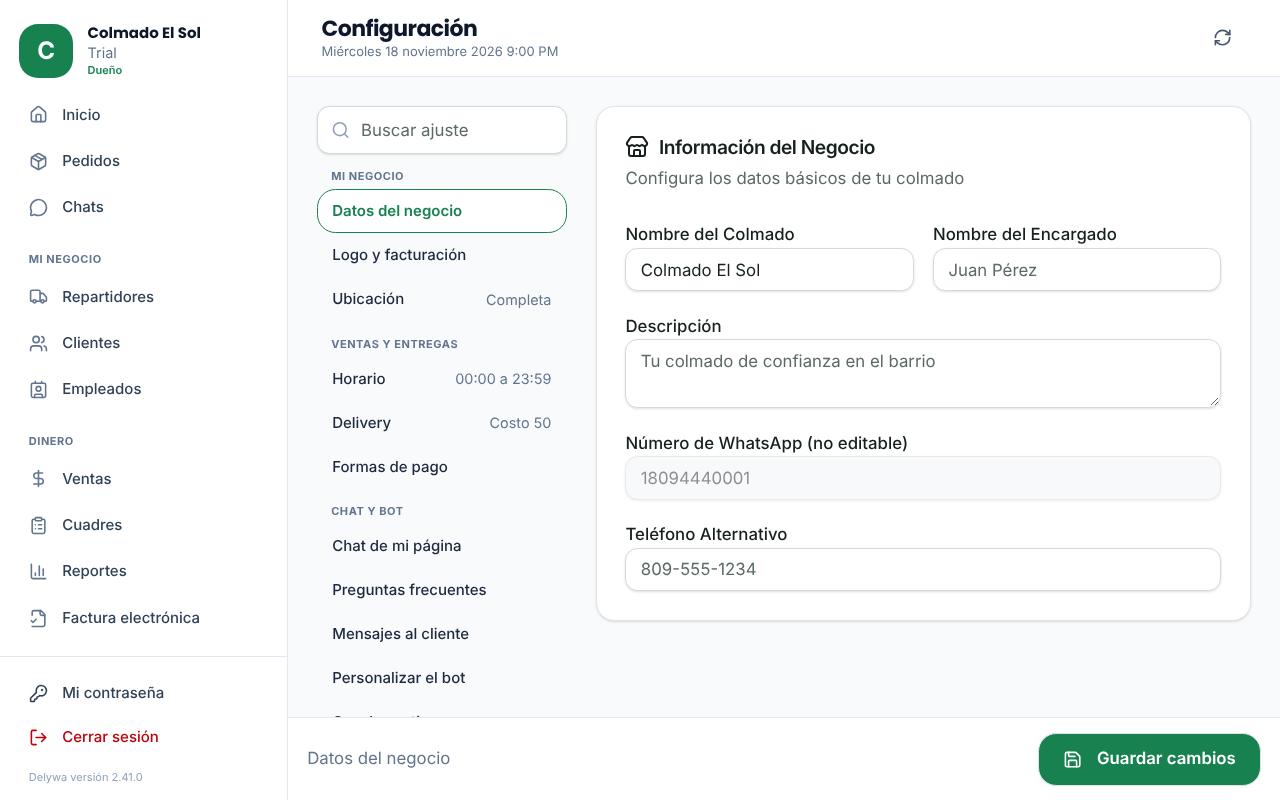 C
Colmado El Sol
Trial
Dueño
Inicio
Pedidos
Chats
MI NEGOCIO
Repartidores
Clientes
Empleados
DINERO
Ventas
Cuadres
Reportes
Factura electrónica
Mi contraseña
Cerrar sesión
Delywa versión 2.41.0
Configuración
Miércoles 18 noviembre 2026 9:00 PM
Buscar ajuste
MI NEGOCIO
Datos del negocio
Logo y facturación
Ubicación Completa
VENTAS Y ENTREGAS
Horario 00:00 a 23:59
Delivery Costo 50
Formas de pago
CHAT Y BOT
Chat de mi página
Preguntas frecuentes
Mensajes al cliente
Personalizar el bot
Información del Negocio
Configura los datos básicos de tu colmado
Nombre del Colmado
Colmado El Sol
Nombre del Encargado
Juan Pérez
Descripción
Tu colmado de confianza en el barrio
Número de WhatsApp (no editable)
18094440001
Teléfono Alternativo
809-555-1234
Datos del negocio
Guardar cambios